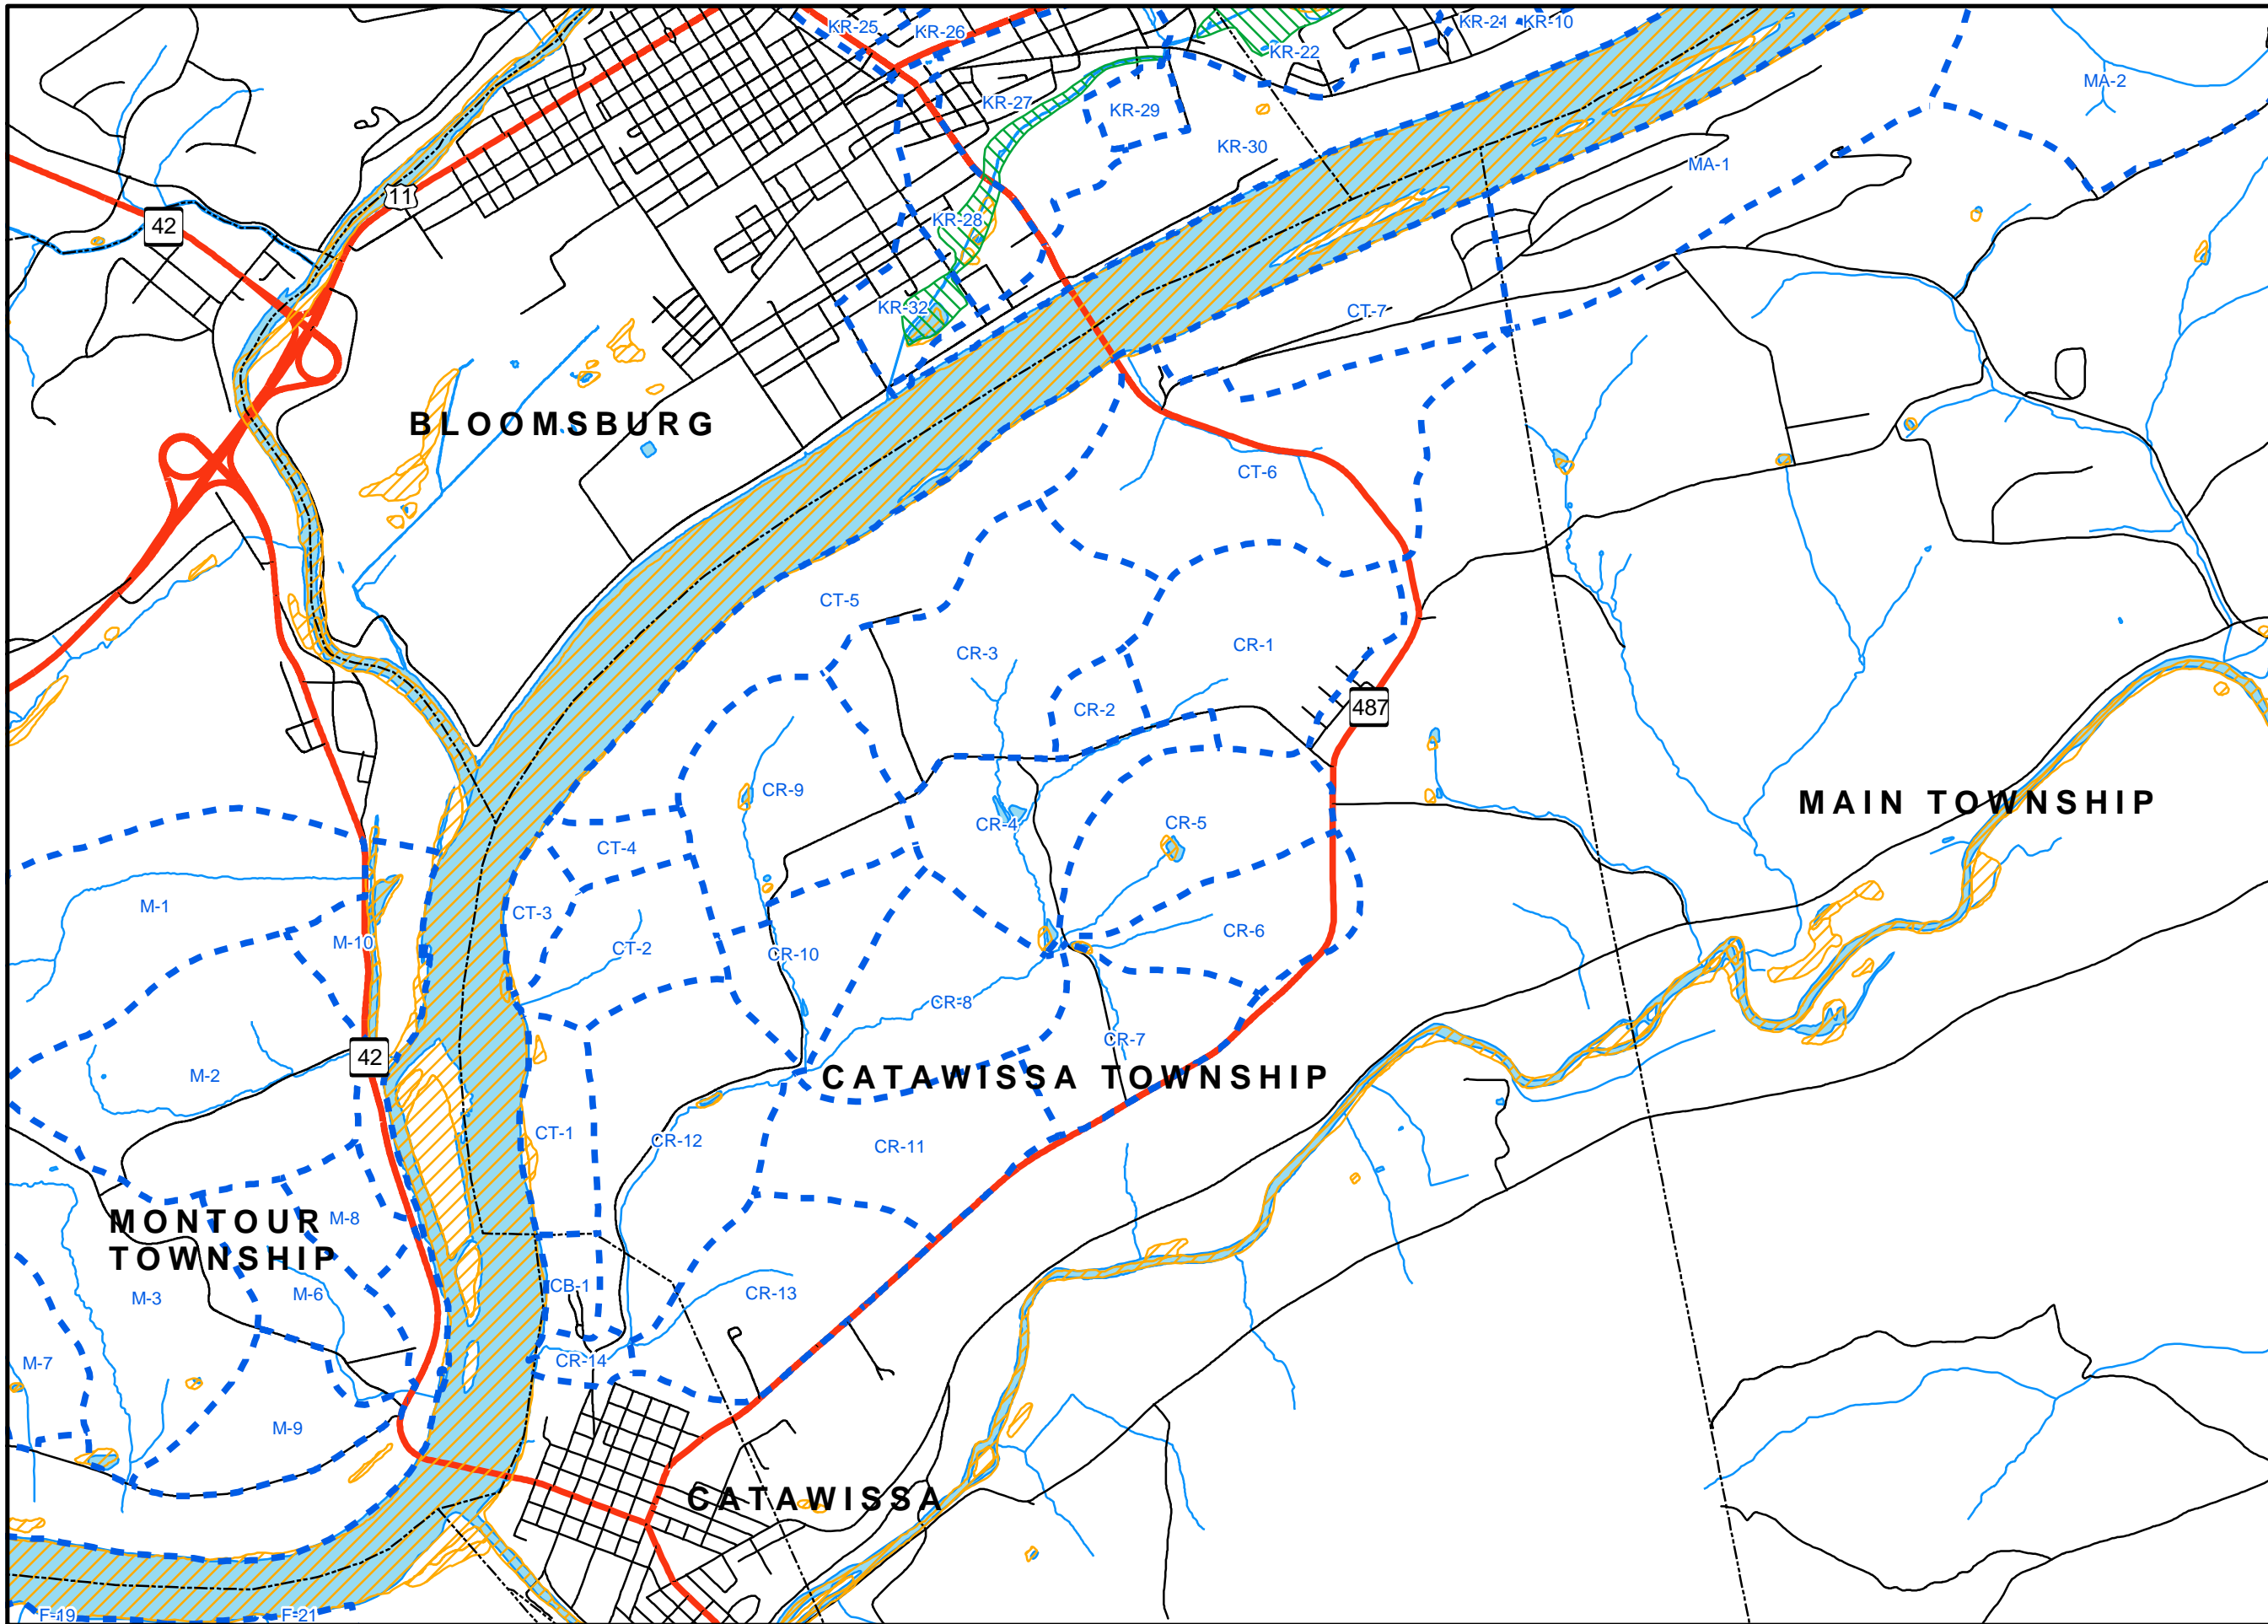 KR-25
KR-26
KR-21
KR-10
KR-22
MA-2
KR-27
KR-29
KR-30
MA-1
11
42
KR-28
KR-32
CT-7
BLOOMSBURG
CT-6
CT-5
CR-3
CR-1
CR-2
487
CR-9
MAIN TOWNSHIP
CR-4
CR-5
CT-4
M-1
CT-3
M-10
CT-2
CR-10
CR-6
CR-8
CR-7
42
M-2
CATAWISSA TOWNSHIP
CT-1
CR-12
CR-11
MONTOUR
TOWNSHIP
M-8
M-3
M-6
CB-1
CR-13
M-7
CR-14
M-9
CATAWISSA
F-19
F-21